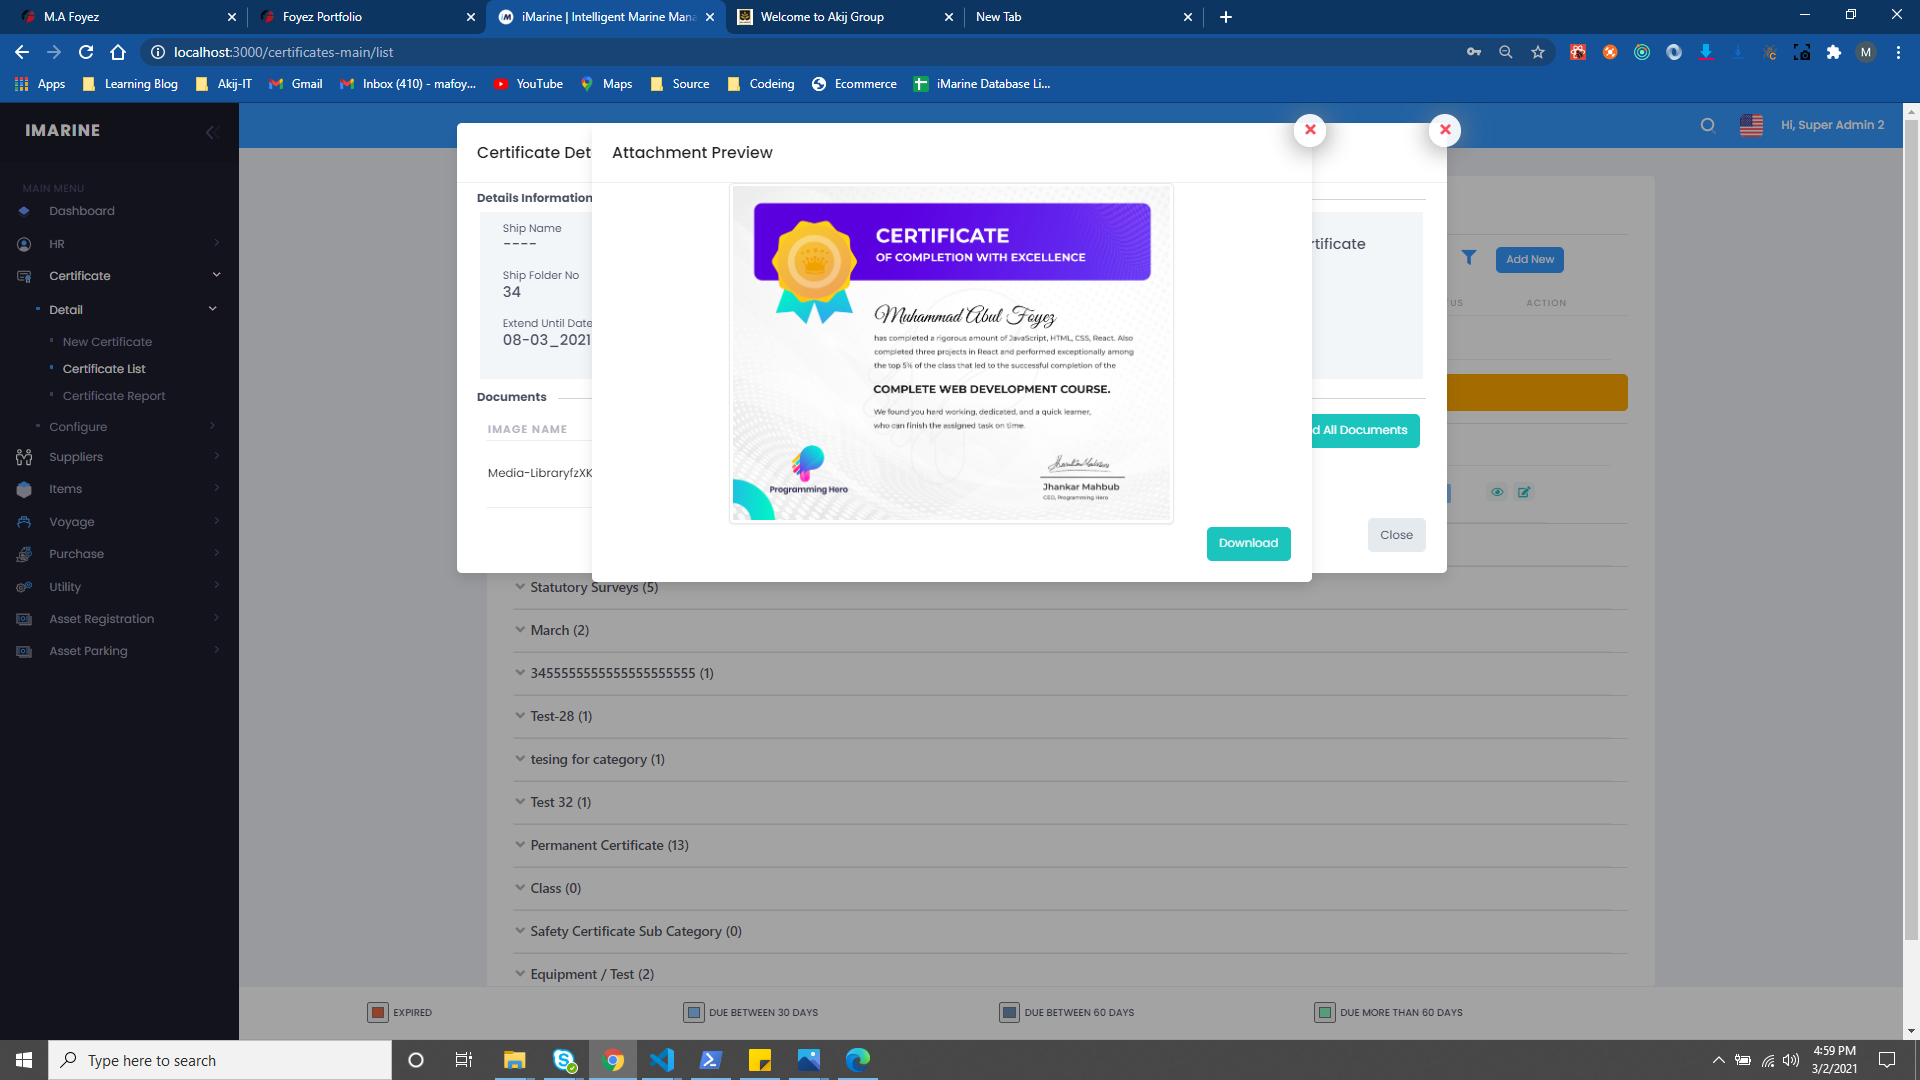 M.A Foyez
Foyez Portfolio
iMarine | Intelligent Marine Mana
Welcome to Akij Group
New Tab
localhost:3000/certificates-main/list
M
Apps
Learning Blog
Akij-IT
Gmail
Inbox (410) - mafoy...
YouTube
Maps
Source
Codeing
Ecommerce
iMarine Database Li...
IMARINE
Hi, Super Admin 2
MAIN MENU
Dashboard
HR
Certificate
Detail
New Certificate
Certificate List
Certificate Report
Configure
Suppliers
Items
Voyage
Purchase
Utility
Asset Registration
Asset Parking
Certificate Det
Details Information
Ship Name
----
Ship Folder No
34
Extend Until Date
08-03_2021
rtificate
Documents
IMAGE NAME
Media-LibraryfzXK
d All Documents
Close
Attachment Preview
CERTIFICATE
OF COMPLETION WITH EXCELLENCE
Muhammad Abul Foyez
has completed a rigorous amount of JavaScript, HTML, CSS, React. Also
completed three projects in React and performed exceptionally among
the top 5% of the class that led to the successful completion of the
COMPLETE WEB DEVELOPMENT COURSE.
We found you hard working, dedicated, and a quick learner,
who can finish the assigned task on time.
Programming Hero
Jhankar Mahbub
CEO, Programming Hero
Download
Add New
US
ACTION
Statutory Surveys (5)
March (2)
3455555555555555555555 (1)
Test-28 (1)
tesing for category (1)
Test 32 (1)
Permanent Certificate (13)
Class (0)
Safety Certificate Sub Category (0)
Equipment / Test (2)
EXPIRED
DUE BETWEEN 30 DAYS
DUE BETWEEN 60 DAYS
DUE MORE THAN 60 DAYS
Type here to search
4:59 PM
3/2/2021